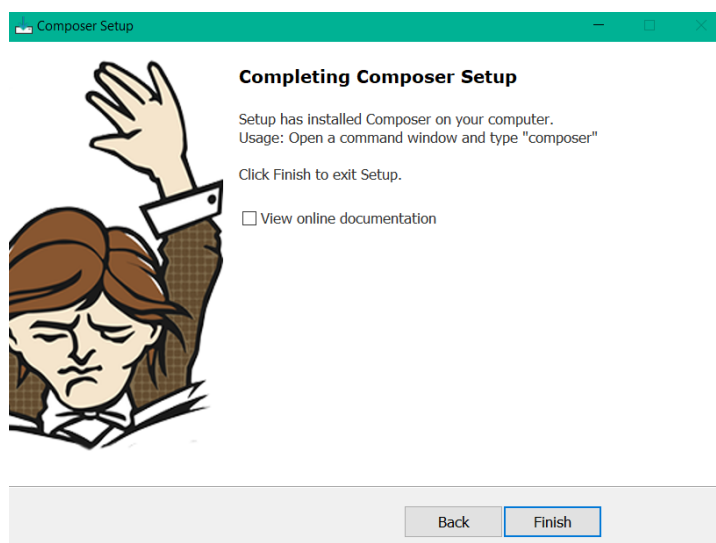 Composer Setup
Completing Composer Setup
Setup has installed Composer on your computer.
Usage: Open a command window and type "composer"
Click Finish to exit Setup.
View online documentation
Back
Finish